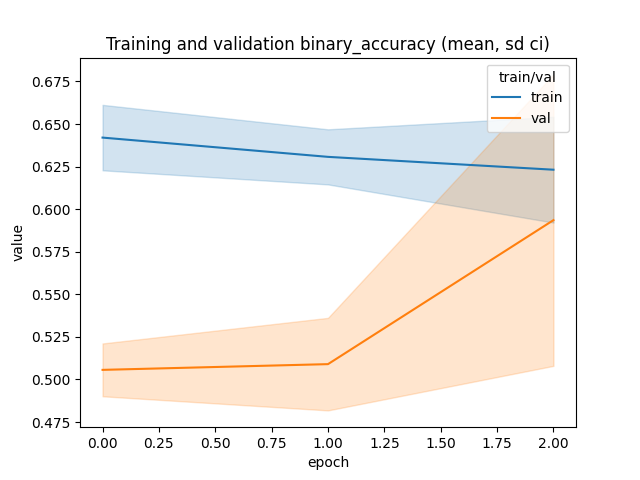 Training and validation binary_accuracy (mean, sd ci)
train/val
train
val
0.675
0.650
0.625
0.600
0.575
0.550
0.525
0.500
0.475
value
0.00 0.25 0.50 0.75 1.00 1.25 1.50 1.75 2.00
epoch